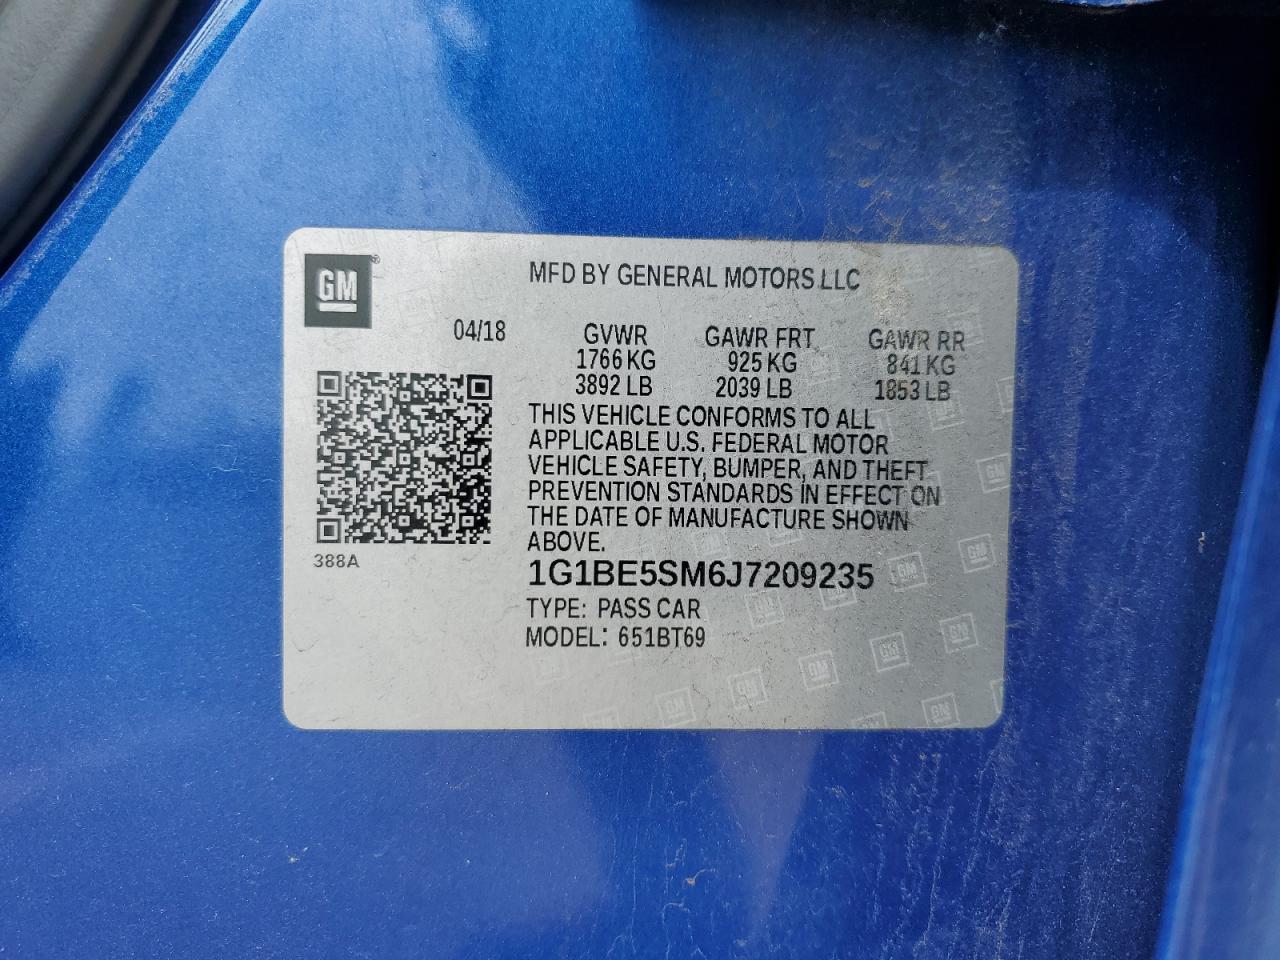 GM®
MFD BY GENERAL MOTORS LLC
04/18 GVWR GAWR FRT GAWR RR
1766 KG 925 KG 841 KG
3892 LB 2039 LB 1853 LB
THIS VEHICLE CONFORMS TO ALL
APPLICABLE U.S. FEDERAL MOTOR
VEHICLE SAFETY, BUMPER, AND THEFT
PREVENTION STANDARDS IN EFFECT ON
THE DATE OF MANUFACTURE SHOWN
ABOVE.
388A
1G1BE5SM6J7209235
TYPE: PASS CAR
MODEL: 651BT69